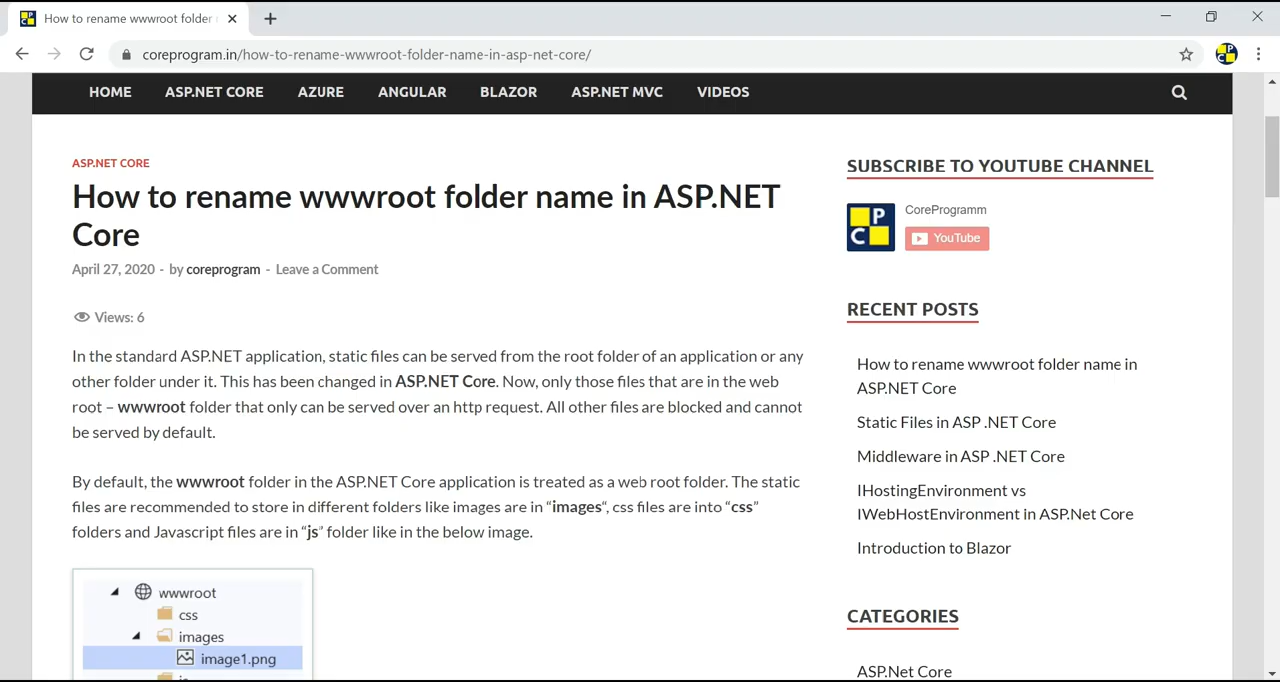 How to rename wwwroot folder
coreprogram.in/how-to-rename-wwwroot-folder-name-in-asp-net-core/
HOME ASP.NET CORE AZURE ANGULAR BLAZOR ASP.NET MVC VIDEOS
ASP.NET CORE
How to rename wwwroot folder name in ASP.NET
Core
April 27, 2020 - by coreprogram - Leave a Comment
Views: 6
In the standard ASP.NET application, static files can be served from the root folder of an application or any
other folder under it. This has been changed in ASP.NET Core. Now, only those files that are in the web
root – wwwroot folder that only can be served over an http request. All other files are blocked and cannot
be served by default.
By default, the wwwroot folder in the ASP.NET Core application is treated as a web root folder. The static
files are recommended to store in different folders like images are in “images“, css files are into “css”
folders and Javascript files are in “js” folder like in the below image.
wwwroot
css
images
image1.png
SUBSCRIBE TO YOUTUBE CHANNEL
P
C
CoreProgramm
YouTube
RECENT POSTS
How to rename wwwroot folder name in
ASP.NET Core
Static Files in ASP .NET Core
Middleware in ASP .NET Core
IHostingEnvironment vs
IWebHostEnvironment in ASP.Net Core
Introduction to Blazor
CATEGORIES
ASP.Net Core